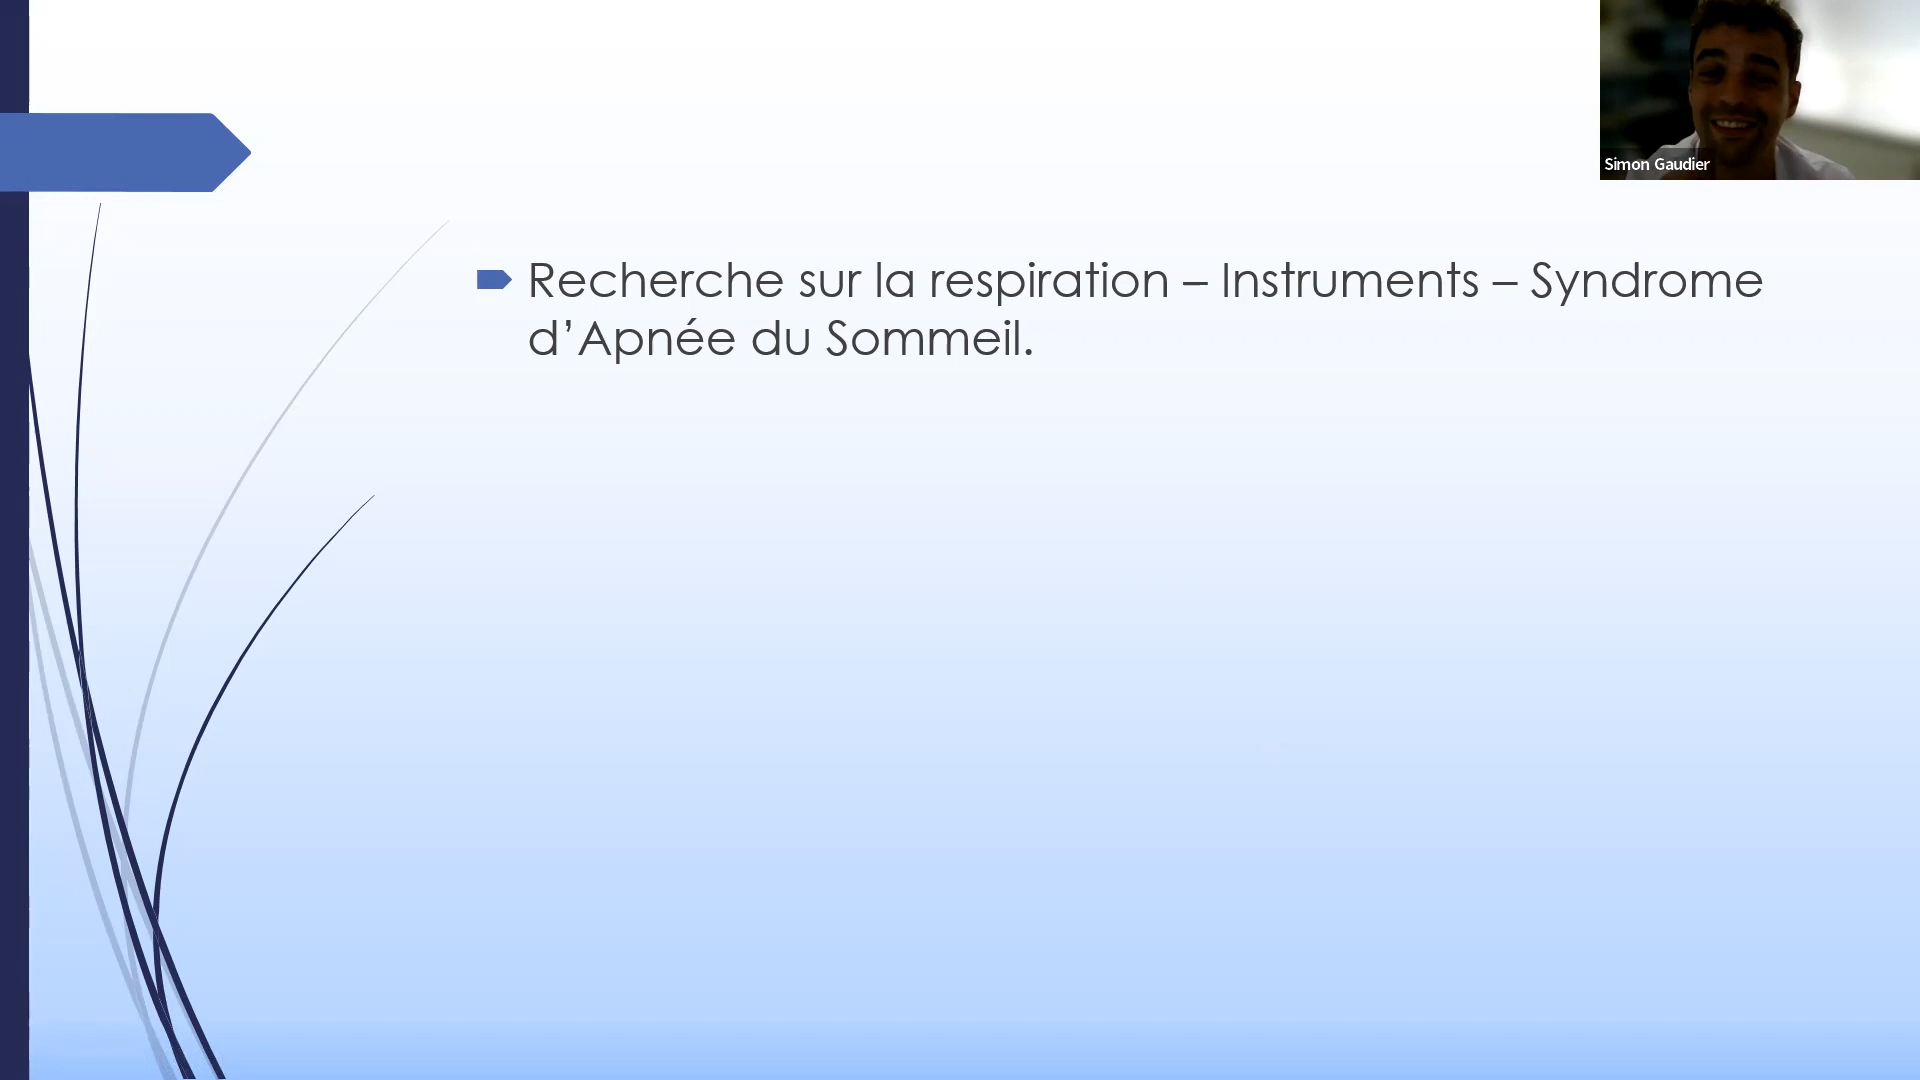 Simon Gaudier
Recherche sur la respiration – Instruments – Syndrome
d’Apnée du Sommeil.